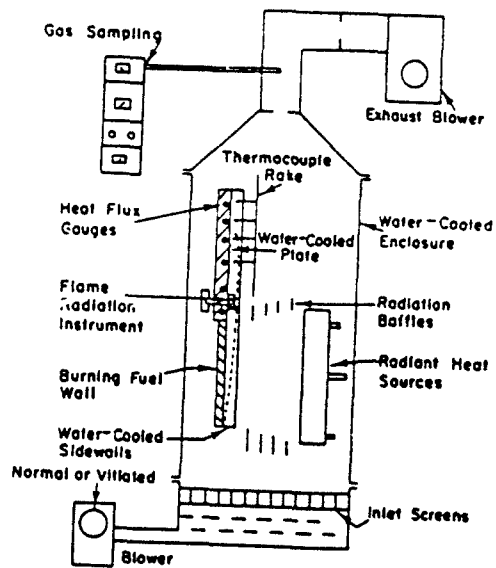 Gas Sampling
Exhaust Blower
Thermocouple
Rake
Heat Flux
Gauges
Water-Cooled
Plate
Water-Cooled
Enclosure
Flame
Radiation
Instrument
Radiation
Baffles
Burning Fuel
Wall
Radiant Heat
Sources
Water-Cooled
Sidewalls
Normal or Vitiated
Inlet Screens
Blower